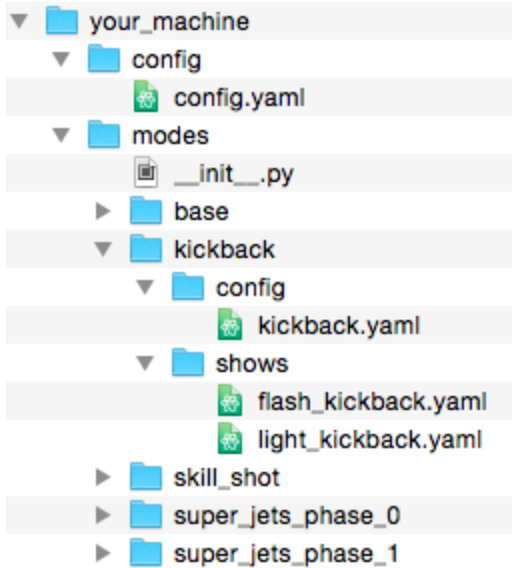 your_machine
config
config.yaml
modes
__init__.py
base
kickback
config
kickback.yaml
shows
flash_kickback.yaml
light_kickback.yaml
skill_shot
super_jets_phase_0
super_jets_phase_1